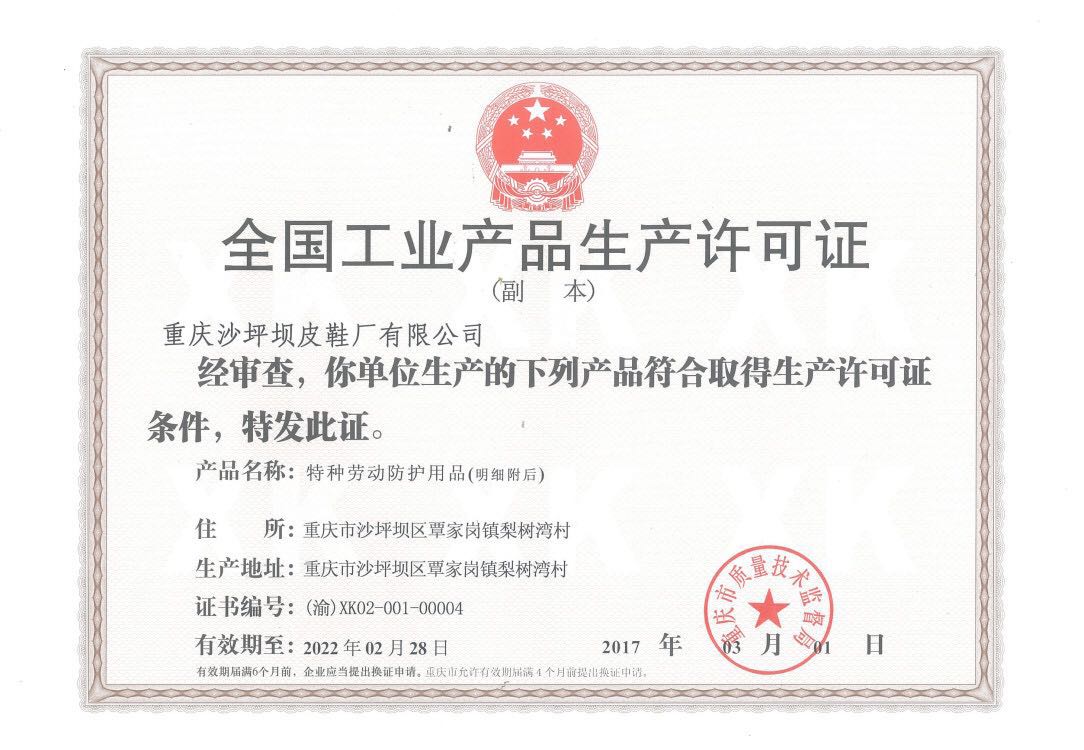 全国工业产品生产许可证
(副 本)
重庆沙坪坝皮鞋厂有限公司
经审查，你单位生产的下列产品符合取得生产许可证
条件，特发此证。
产品名称：特种劳动防护用品(明细附后)
住 所：重庆市沙坪坝区覃家岗镇梨树湾村
生产地址：重庆市沙坪坝区覃家岗镇梨树湾村
证书编号：(渝)XK02-001-00004
有效期至：2022 年 02 月 28 日
2017 年 03 月 01 日
重庆市质量技术监督局
有效期届满6个月前，企业应当提出换证申请。重庆市允许有效期届满 4 个月前提出换证申请。